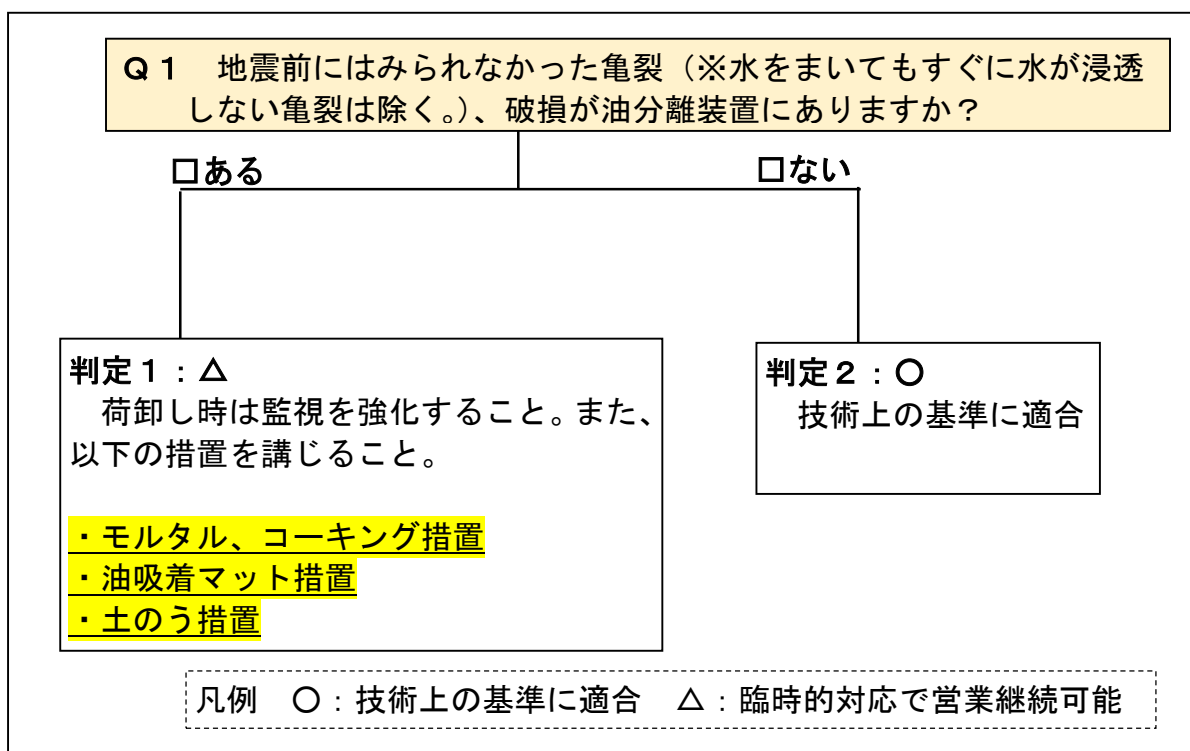 Q1　地震前にはみられなかった亀裂（※水をまいてもすぐに水が浸透
しない亀裂は除く。）、破損が油分離装置にありますか？
□ある
□ない
判定１：△
荷卸し時は監視を強化すること。また、
以下の措置を講じること。
・モルタル、コーキング措置
・油吸着マット措置
・土のう措置
判定２：〇
技術上の基準に適合
凡例　〇：技術上の基準に適合　△：臨時的対応で営業継続可能